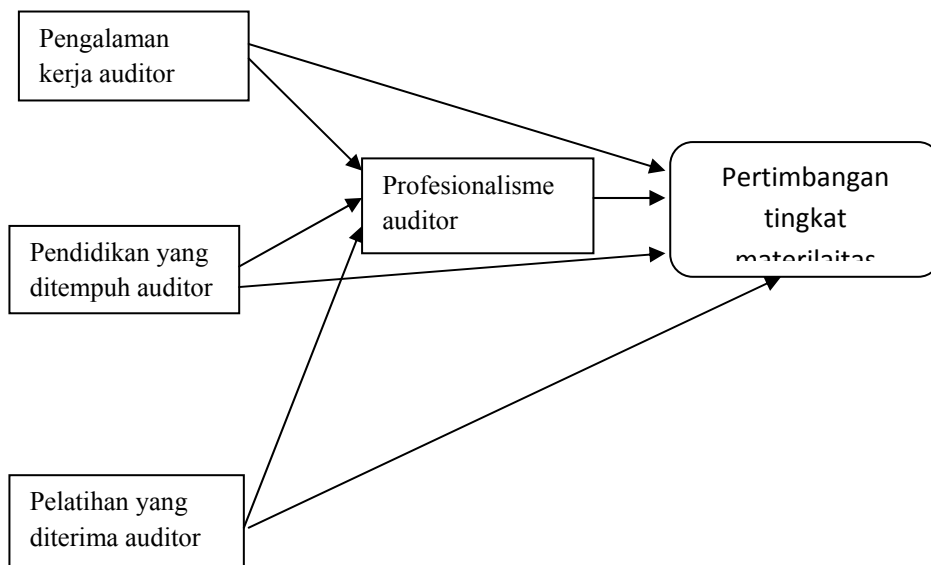 Pengalaman
kerja auditor
Profesionalisme
auditor
Pertimbangan
tingkat
materilaitas
Pendidikan yang
ditempuh auditor
Pelatihan yang
diterima auditor